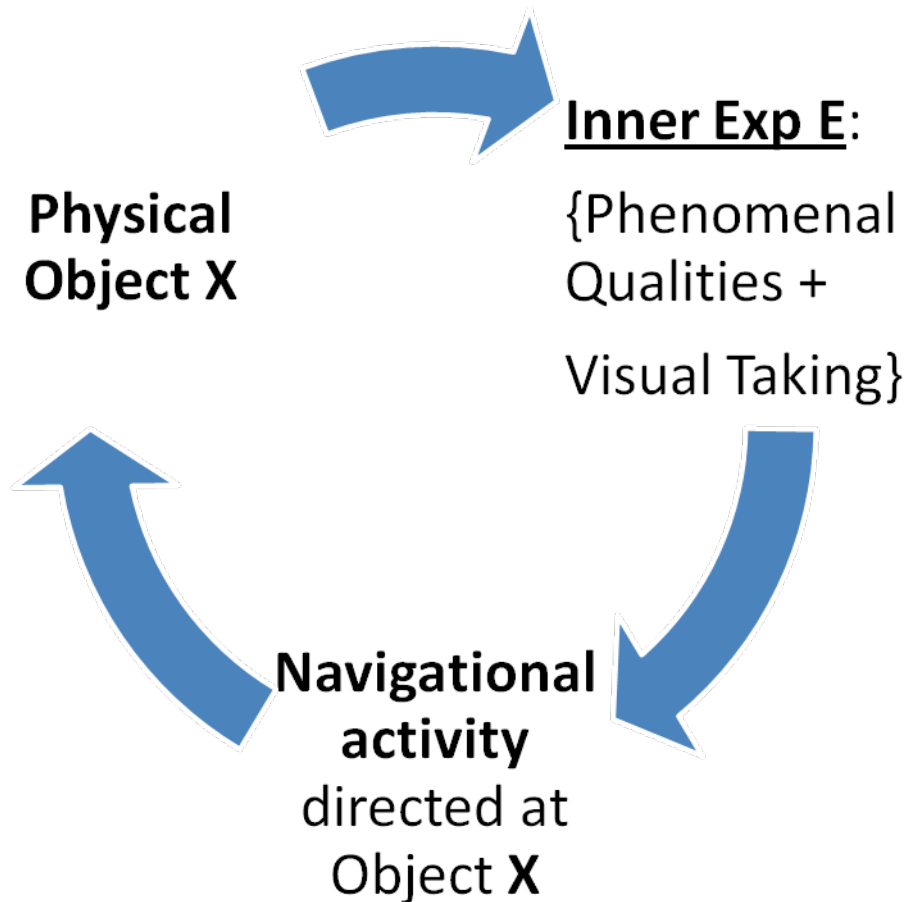 Physical
Object X
Inner Exp E:
{Phenomenal
Qualities +
Visual Taking}
Navigational
activity
directed at
Object X